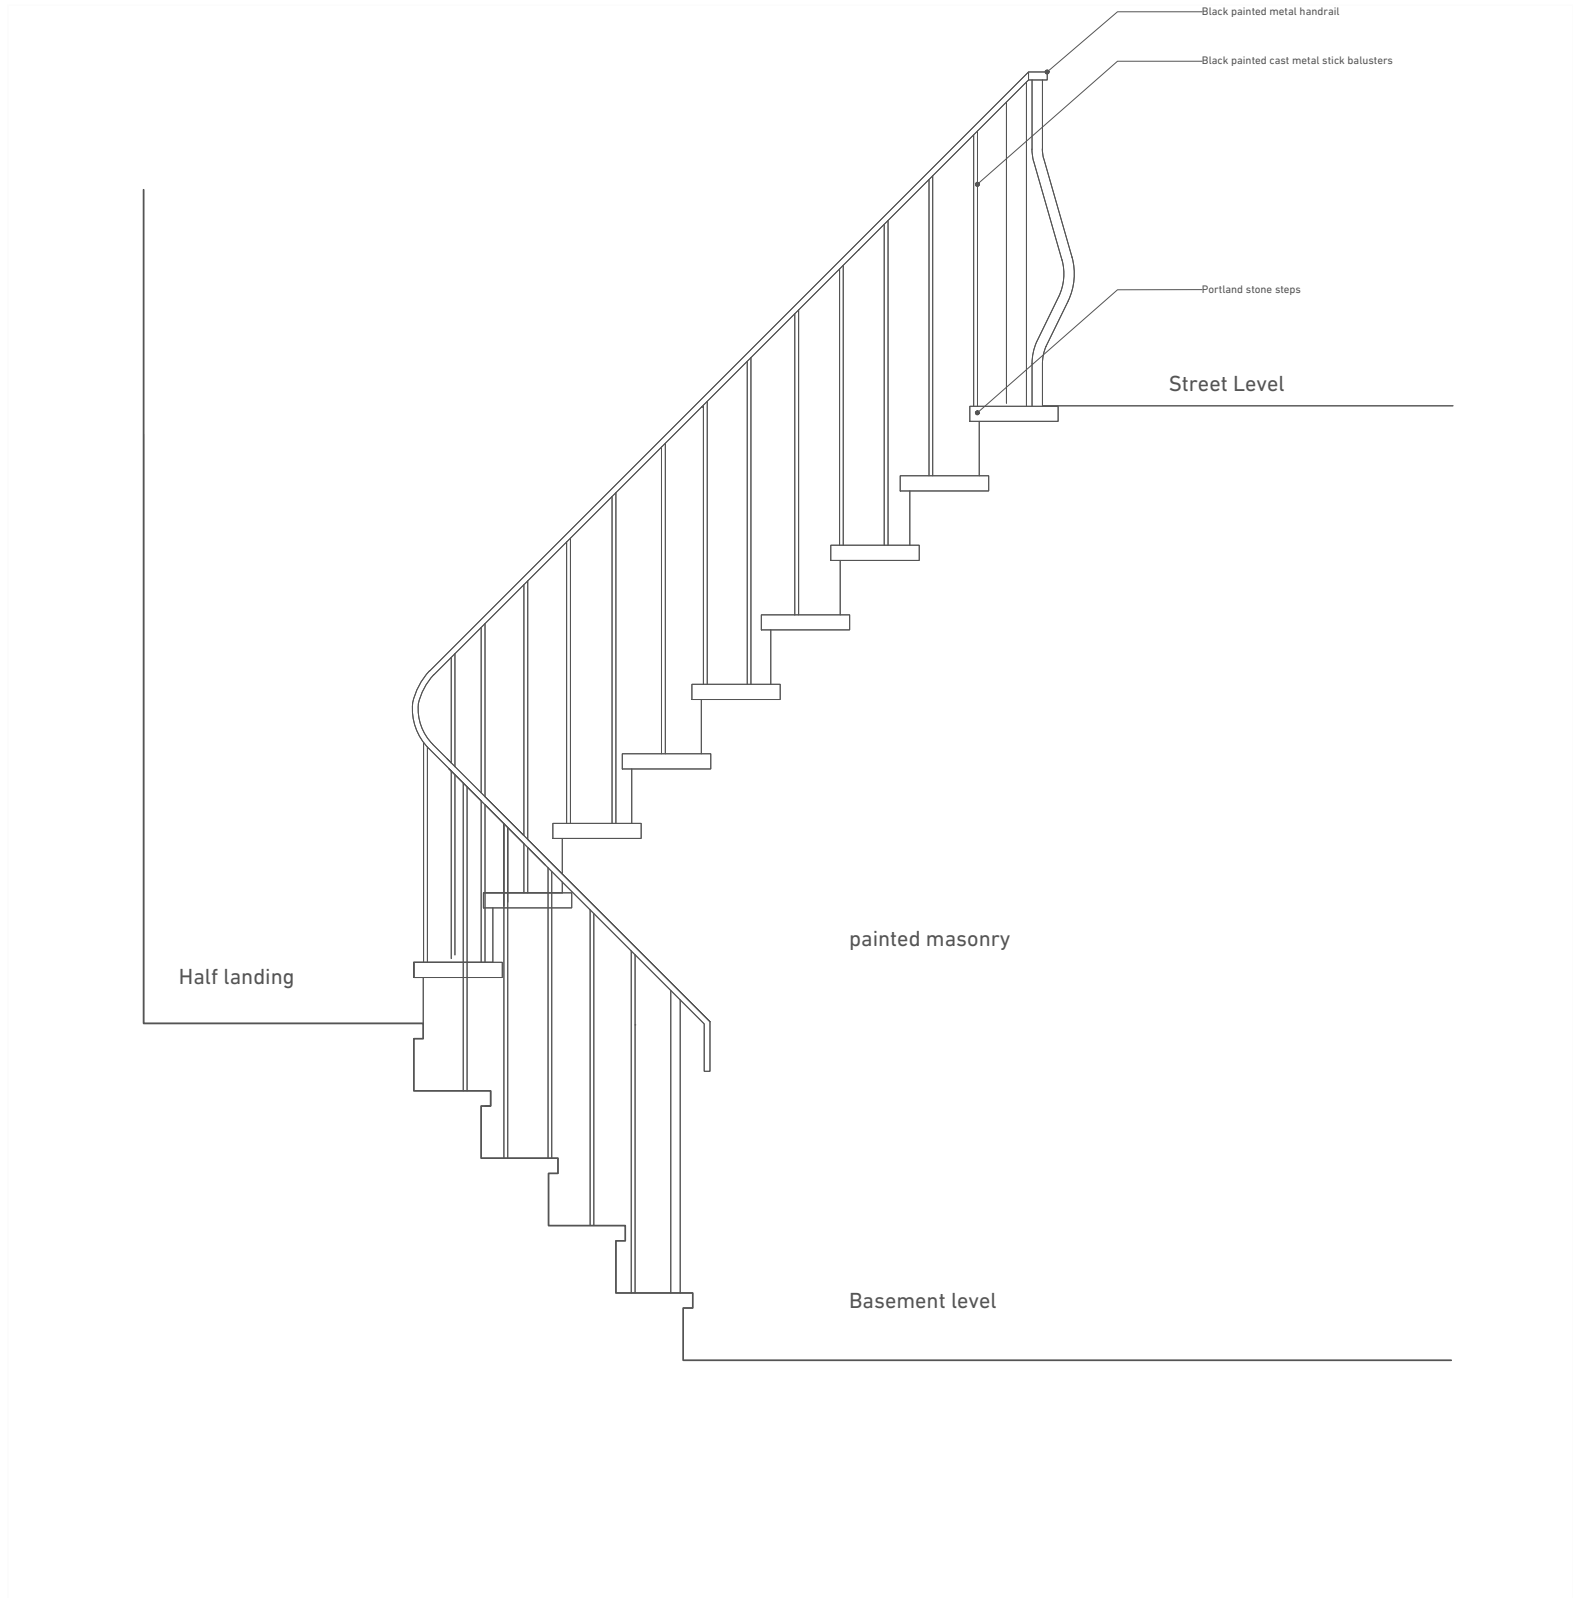 Black painted metal handrail
Black painted cast metal stick balusters
Portland stone steps
Street Level
painted masonry
Half landing
Basement level